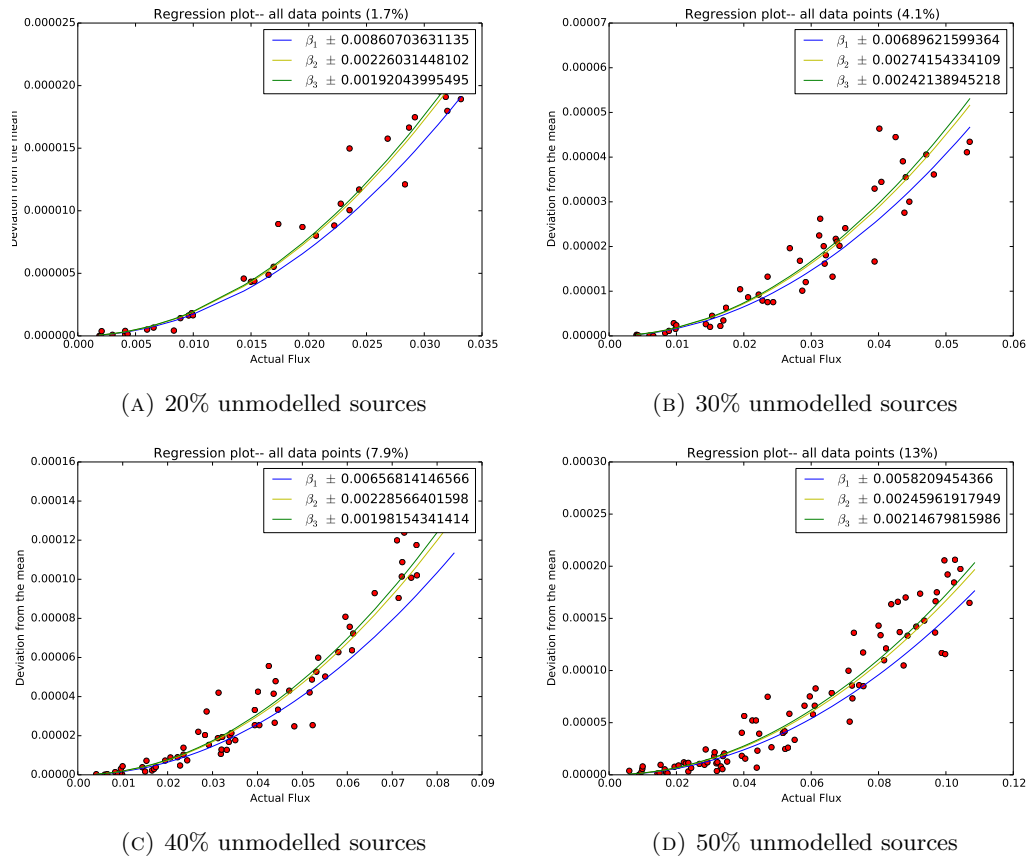 Regression plot-- all data points (1.7%)
0.000025
0.000020
0.000015
0.000010
0.000005
0.000000
Deviation from the mean
β1 ± 0.00860703631135
β2 ± 0.00226031448102
β3 ± 0.00192043995495
0.000 0.005 0.010 0.015 0.020 0.025 0.030 0.035
Actual Flux
(A) 20% unmodelled sources
Regression plot-- all data points (4.1%)
0.00007
0.00006
0.00005
0.00004
0.00003
0.00002
0.00001
0.00000
Deviation from the mean
β1 ± 0.00689621599364
β2 ± 0.00274154334109
β3 ± 0.00242138945218
0.00 0.01 0.02 0.03 0.04 0.05 0.06
Actual Flux
(B) 30% unmodelled sources
Regression plot-- all data points (7.9%)
0.00016
0.00014
0.00012
0.00010
0.00008
0.00006
0.00004
0.00002
0.00000
Deviation from the mean
β1 ± 0.00656814146566
β2 ± 0.00228566401598
β3 ± 0.00198154341414
0.00 0.01 0.02 0.03 0.04 0.05 0.06 0.07 0.08 0.09
Actual Flux
(C) 40% unmodelled sources
Regression plot-- all data points (13%)
0.00030
0.00025
0.00020
0.00015
0.00010
0.00005
0.00000
Deviation from the mean
β1 ± 0.0058209454366
β2 ± 0.00245961917949
β3 ± 0.00214679815986
0.00 0.02 0.04 0.06 0.08 0.10 0.12
Actual Flux
(D) 50% unmodelled sources